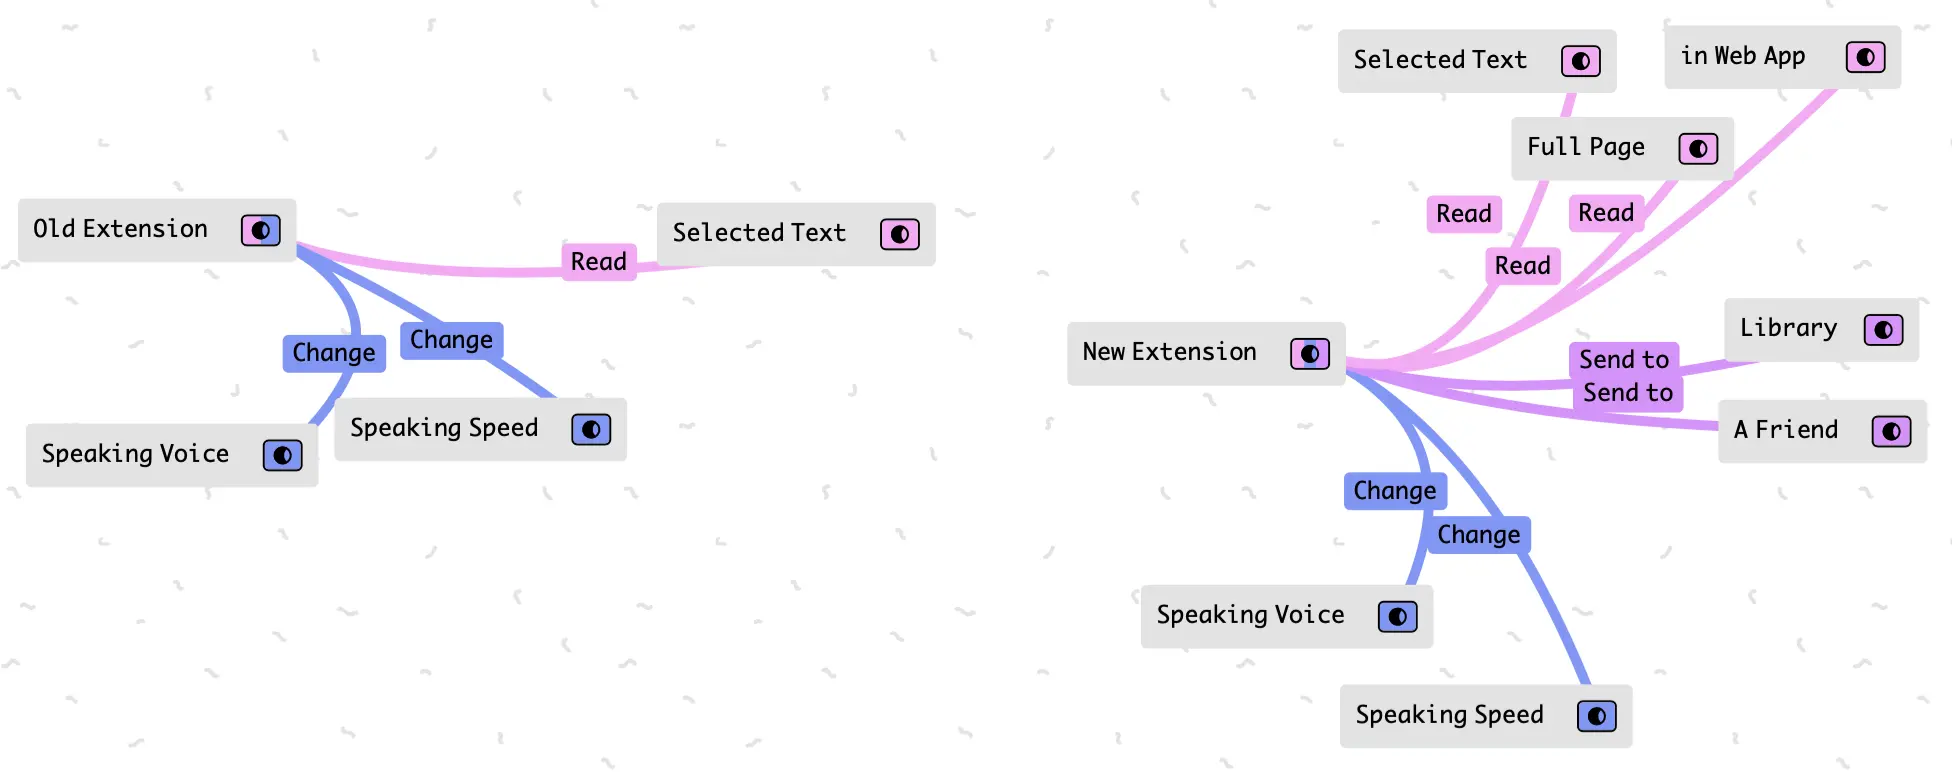 Old Extension
Read
Selected Text
Change
Change
Speaking Voice
Speaking Speed
Selected Text
in Web App
Full Page
Read
Read
Read
New Extension
Library
Send to
Send to
A Friend
Change
Change
Speaking Voice
Speaking Speed